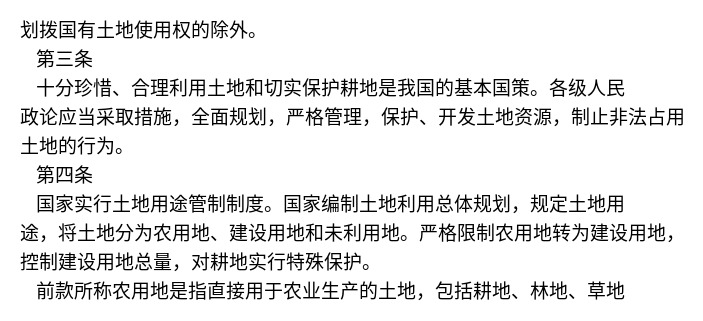 划拨国有土地使用权的除外。
第三条
十分珍惜、合理利用土地和切实保护耕地是我国的基本国策。各级人民
政论应当采取措施，全面规划，严格管理，保护、开发土地资源，制止非法占用
土地的行为。
第四条
国家实行土地用途管制制度。国家编制土地利用总体规划，规定土地用
途，将土地分为农用地、建设用地和未利用地。严格限制农用地转为建设用地，
控制建设用地总量，对耕地实行特殊保护。
前款所称农用地是指直接用于农业生产的土地，包括耕地、林地、草地